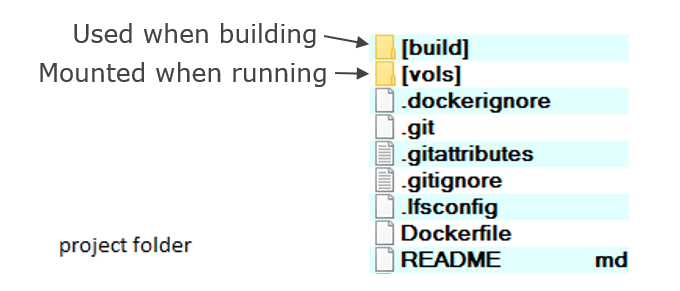 Used when building
Mounted when running
[build]
[vols]
.dockerignore
.git
.gitattributes
.gitignore
.lfsconfig
Dockerfile
README md
project folder